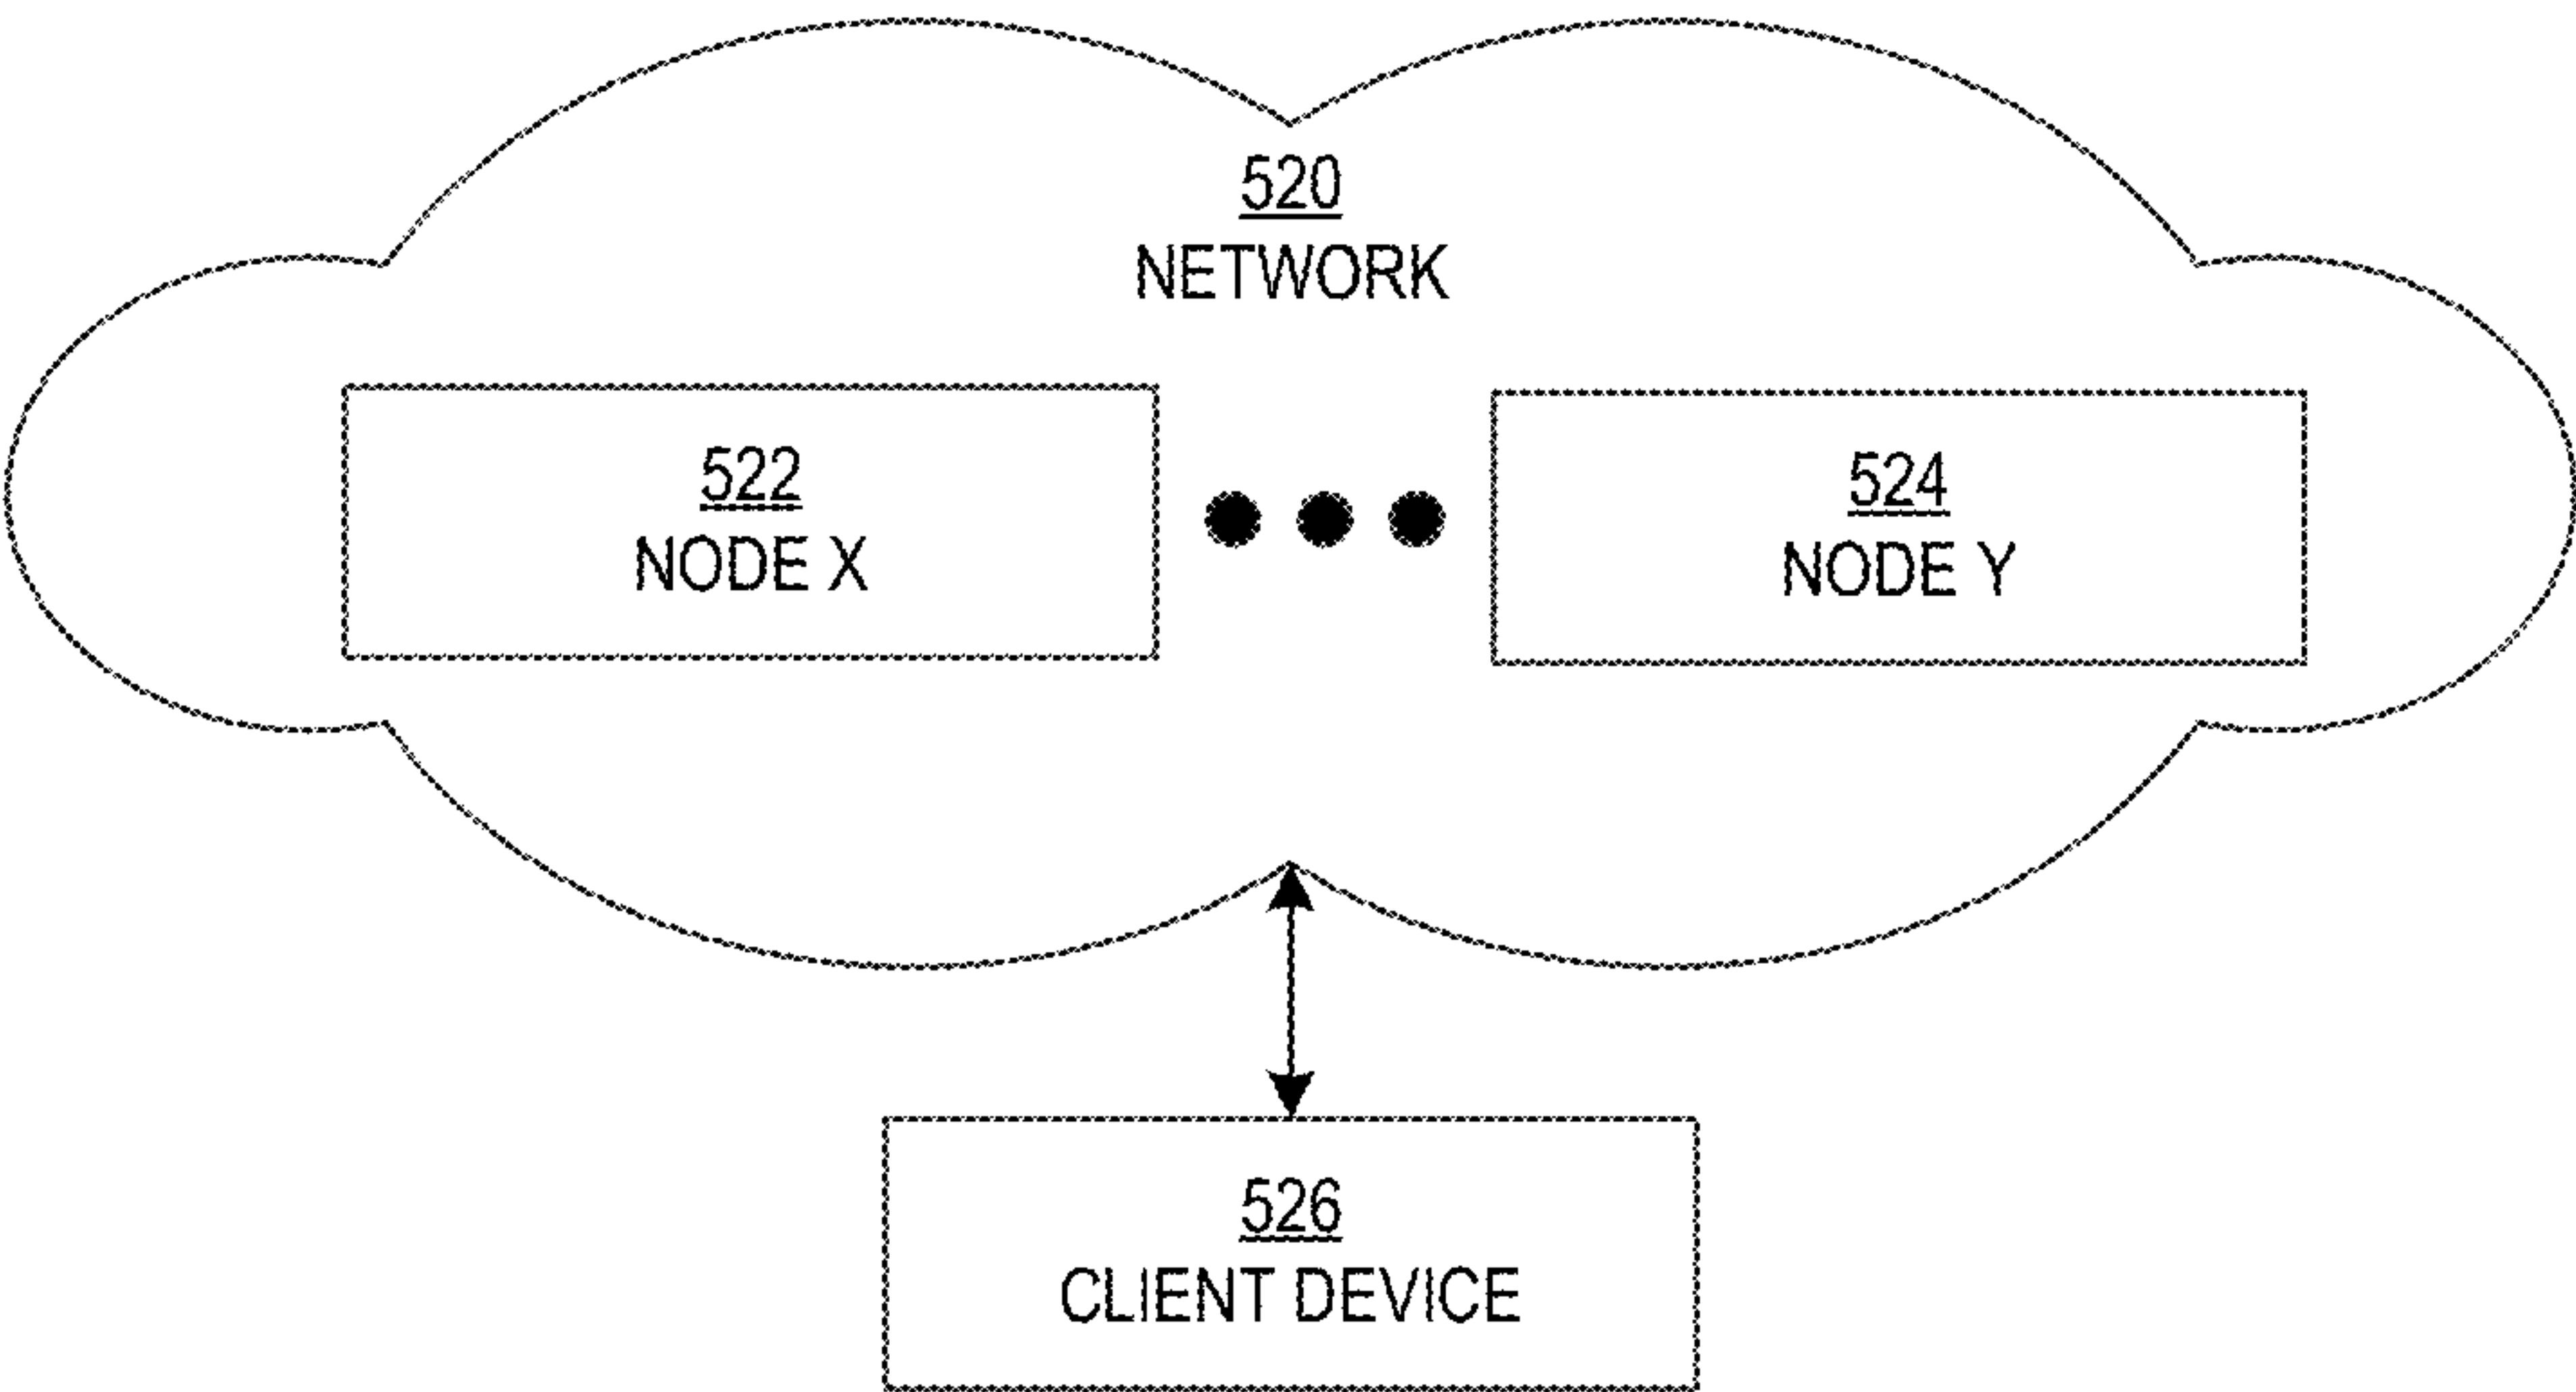 520
NETWORK
522
NODE X
524
NODE Y
526
CLIENT DEVICE